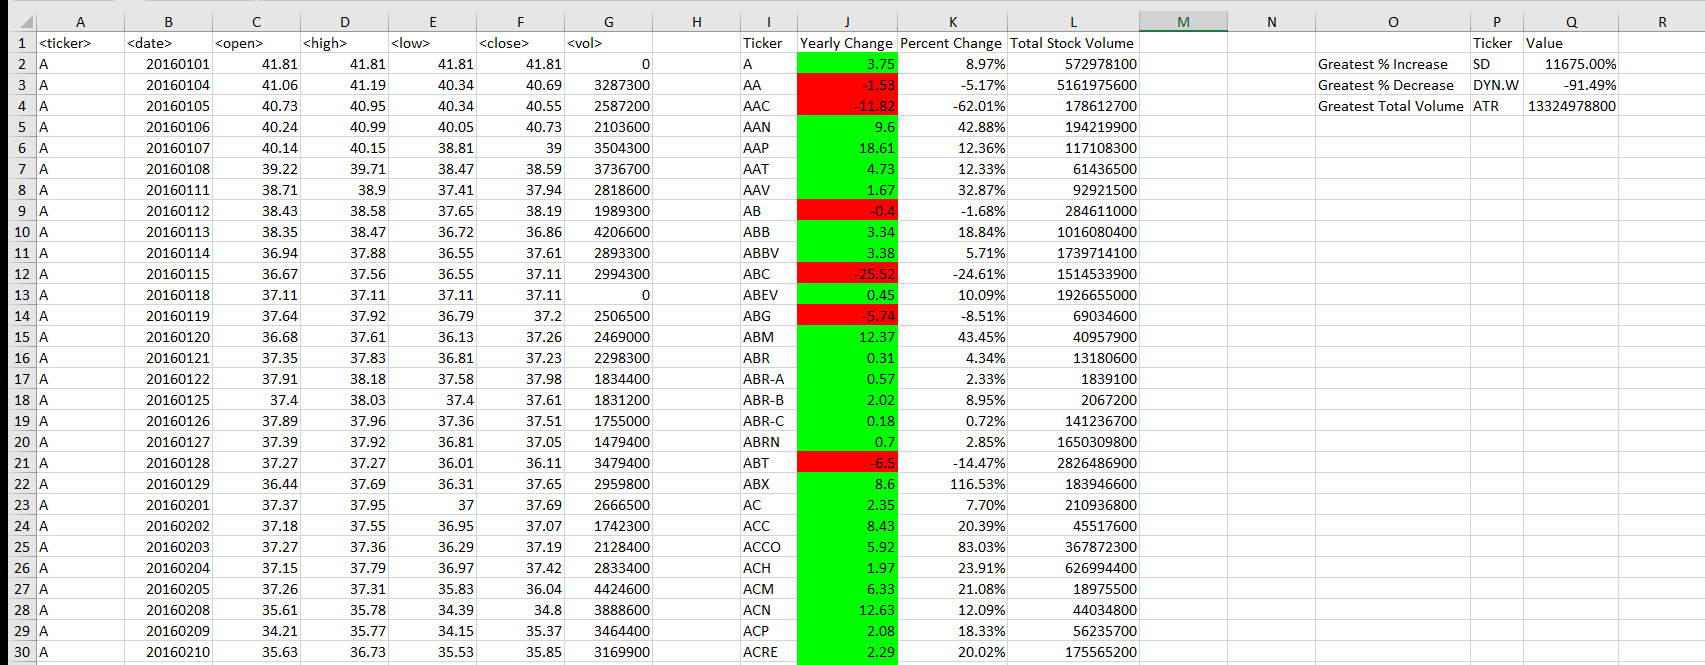 A B C D E F G H I J K L M N O P Q R
1 <ticker> <date> <open> <high> <low> <close> <vol> Ticker Yearly Change Percent Change Total Stock Volume Ticker Value
2 A 20160101 41.81 41.81 41.81 41.81 0 A 3.75 8.97% 572978100 Greatest % Increase SD 11675.00%
3 A 20160104 41.06 41.19 40.34 40.69 3287300 AA -1.53 -5.17% 5161975600 Greatest % Decrease DYN.W -91.49%
4 A 20160105 40.73 40.95 40.34 40.55 2587200 AAC -11.82 -62.01% 178612700 Greatest Total Volume ATR 13324978800
5 A 20160106 40.24 40.99 40.05 40.73 2103600 AAN 9.6 42.88% 194219900
6 A 20160107 40.14 40.15 38.81 39 3504300 AAP 18.61 12.36% 117108300
7 A 20160108 39.22 39.71 38.47 38.59 3736700 AAT 4.73 12.33% 61436500
8 A 20160111 38.71 38.9 37.41 37.94 2818600 AAV 1.67 32.87% 92921500
9 A 20160112 38.43 38.58 37.65 38.19 1989300 AB -0.4 -1.68% 284611000
10 A 20160113 38.35 38.47 36.72 36.86 4206600 ABB 3.34 18.84% 1016080400
11 A 20160114 36.94 37.88 36.55 37.61 2893300 ABBV 3.38 5.71% 1739714100
12 A 20160115 36.67 37.56 36.55 37.11 2994300 ABC -25.52 -24.61% 1514533900
13 A 20160118 37.11 37.11 37.11 37.11 0 ABEV 0.45 10.09% 1926655000
14 A 20160119 37.64 37.92 36.79 37.2 2506500 ABG -5.74 -8.51% 69034600
15 A 20160120 36.68 37.61 36.13 37.26 2469000 ABM 12.37 43.45% 40957900
16 A 20160121 37.35 37.83 36.81 37.23 2298300 ABR 0.31 4.34% 13180600
17 A 20160122 37.91 38.18 37.58 37.98 1834400 ABR-A 0.57 2.33% 1839100
18 A 20160125 37.4 38.03 37.4 37.61 1831200 ABR-B 2.02 8.95% 2067200
19 A 20160126 37.89 37.96 37.36 37.51 1755000 ABR-C 0.18 0.72% 141236700
20 A 20160127 37.39 37.92 36.81 37.05 1479400 ABRN 0.7 2.85% 1650309800
21 A 20160128 37.27 37.27 36.01 36.11 3479400 ABT -6.5 -14.47% 2826486900
22 A 20160129 36.44 37.69 36.31 37.65 2959800 ABX 8.6 116.53% 183946600
23 A 20160201 37.37 37.95 37 37.69 2666500 AC 2.35 7.70% 210936800
24 A 20160202 37.18 37.55 36.95 37.07 1742300 ACC 8.43 20.39% 45517600
25 A 20160203 37.27 37.36 36.29 37.19 2128400 ACCO 5.92 83.03% 367872300
26 A 20160204 37.15 37.79 36.97 37.42 2833400 ACH 1.97 23.91% 626994400
27 A 20160205 37.26 37.31 35.83 36.04 4424600 ACM 6.33 21.08% 18975500
28 A 20160208 35.61 35.78 34.39 34.8 3888600 ACN 12.63 12.09% 44034800
29 A 20160209 34.21 35.77 34.15 35.37 3464400 ACP 2.08 18.33% 56235700
30 A 20160210 35.63 36.73 35.53 35.85 3169900 ACRE 2.29 20.02% 175565200